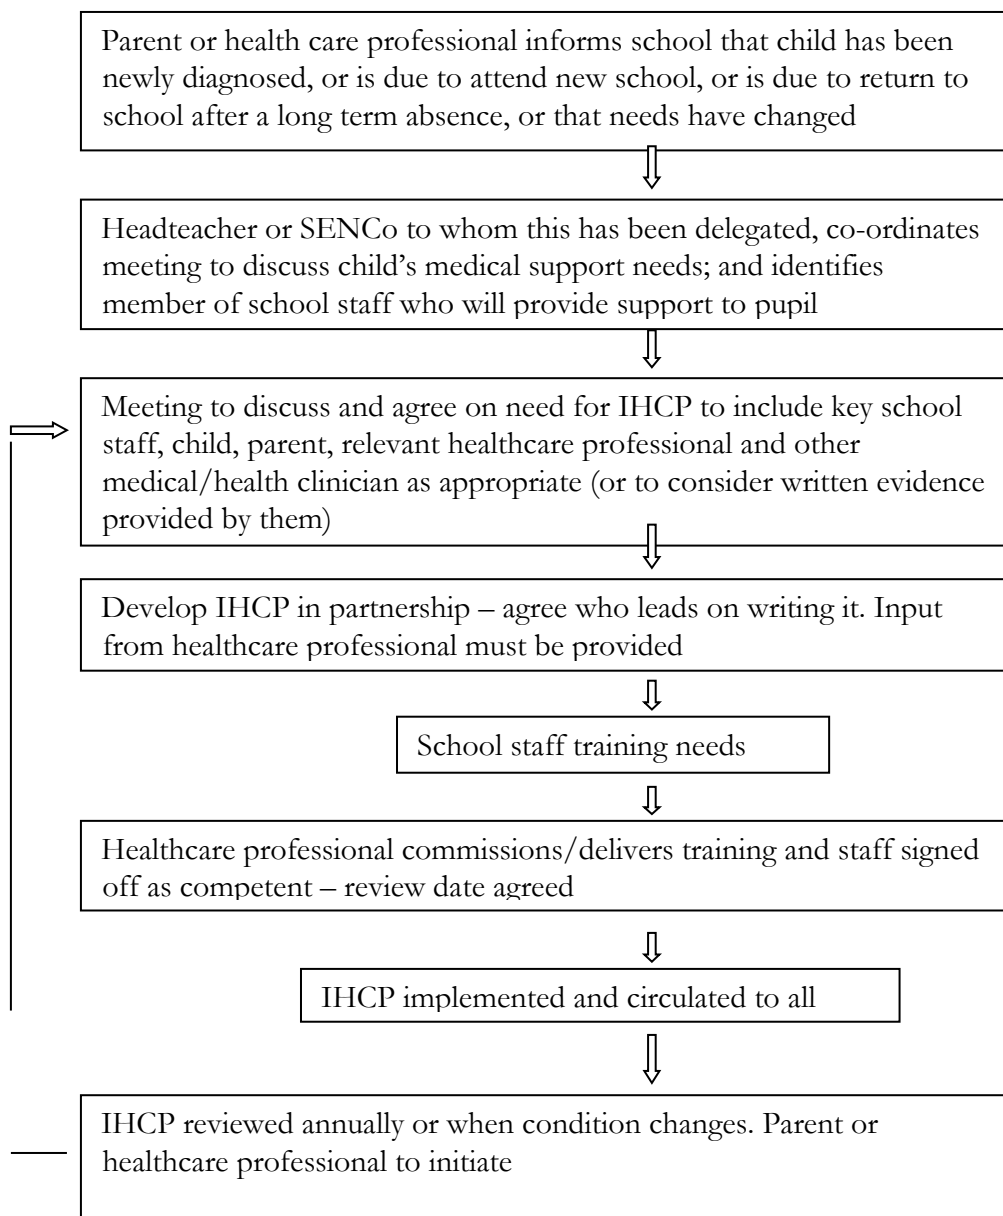 Parent or health care professional informs school that child has been
newly diagnosed, or is due to attend new school, or is due to return to
school after a long term absence, or that needs have changed
Headteacher or SENCo to whom this has been delegated, co-ordinates
meeting to discuss child's medical support needs; and identifies
member of school staff who will provide support to pupil
Meeting to discuss and agree on need for IHCP to include key school
staff, child, parent, relevant healthcare professional and other
medical/health clinician as appropriate (or to consider written evidence
provided by them)
Develop IHCP in partnership – agree who leads on writing it. Input
from healthcare professional must be provided
School staff training needs
Healthcare professional commissions/delivers training and staff signed
off as competent – review date agreed
IHCP implemented and circulated to all
IHCP reviewed annually or when condition changes. Parent or
healthcare professional to initiate